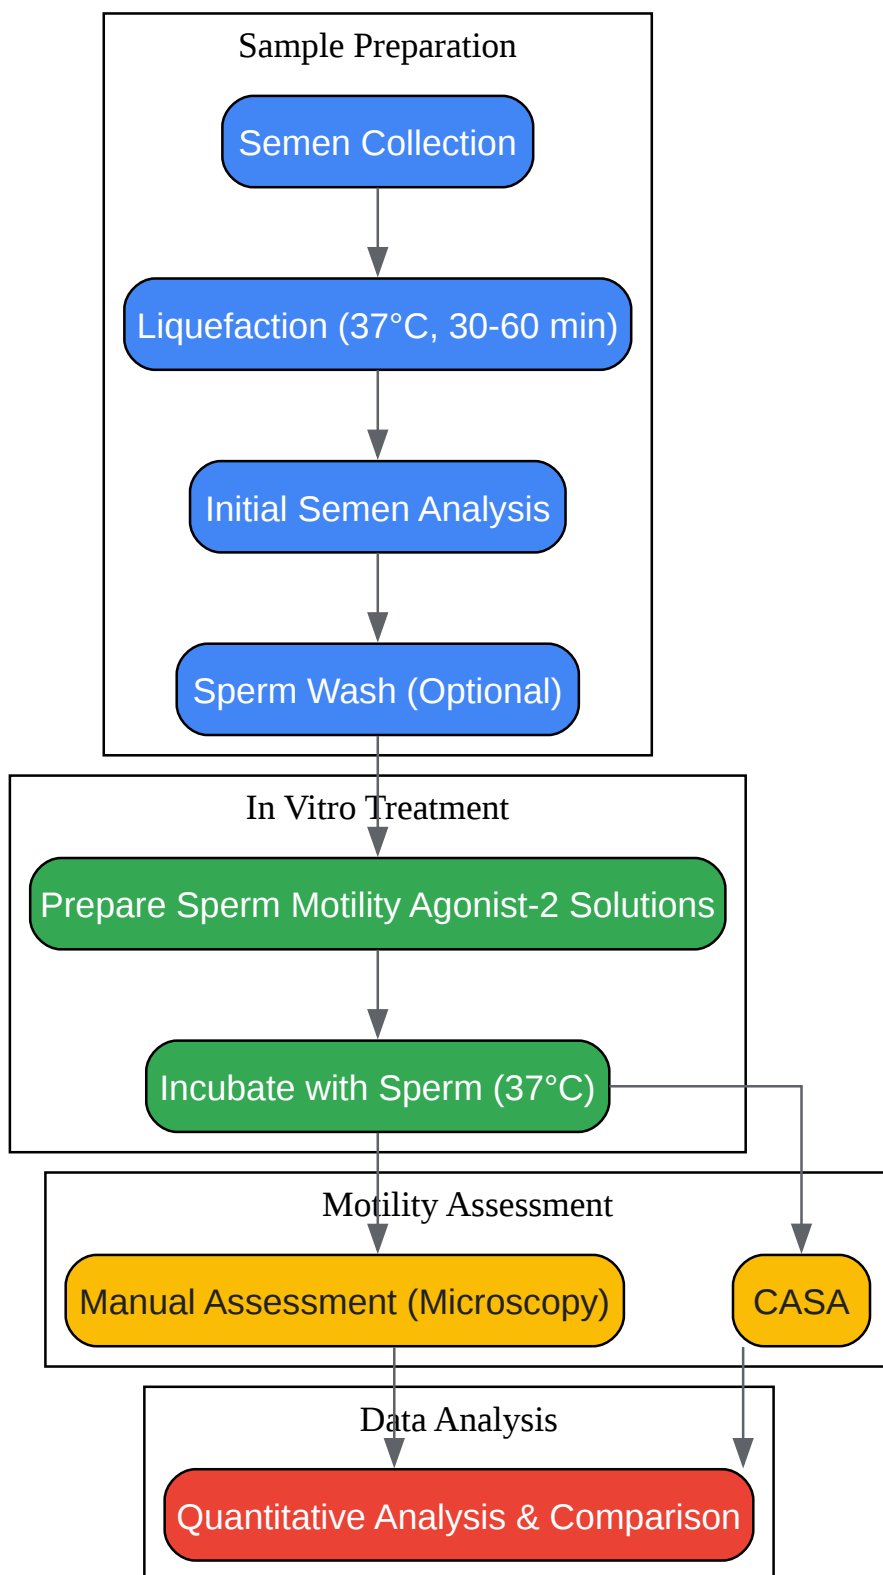 Sample Preparation
Semen Collection
Liquefaction (37°C, 30-60 min)
Initial Semen Analysis
Sperm Wash (Optional)
In Vitro Treatment
Prepare Sperm Motility Agonist-2 Solutions
Incubate with Sperm (37°C)
Motility Assessment
Manual Assessment (Microscopy)
CASA
Data Analysis
Quantitative Analysis & Comparison